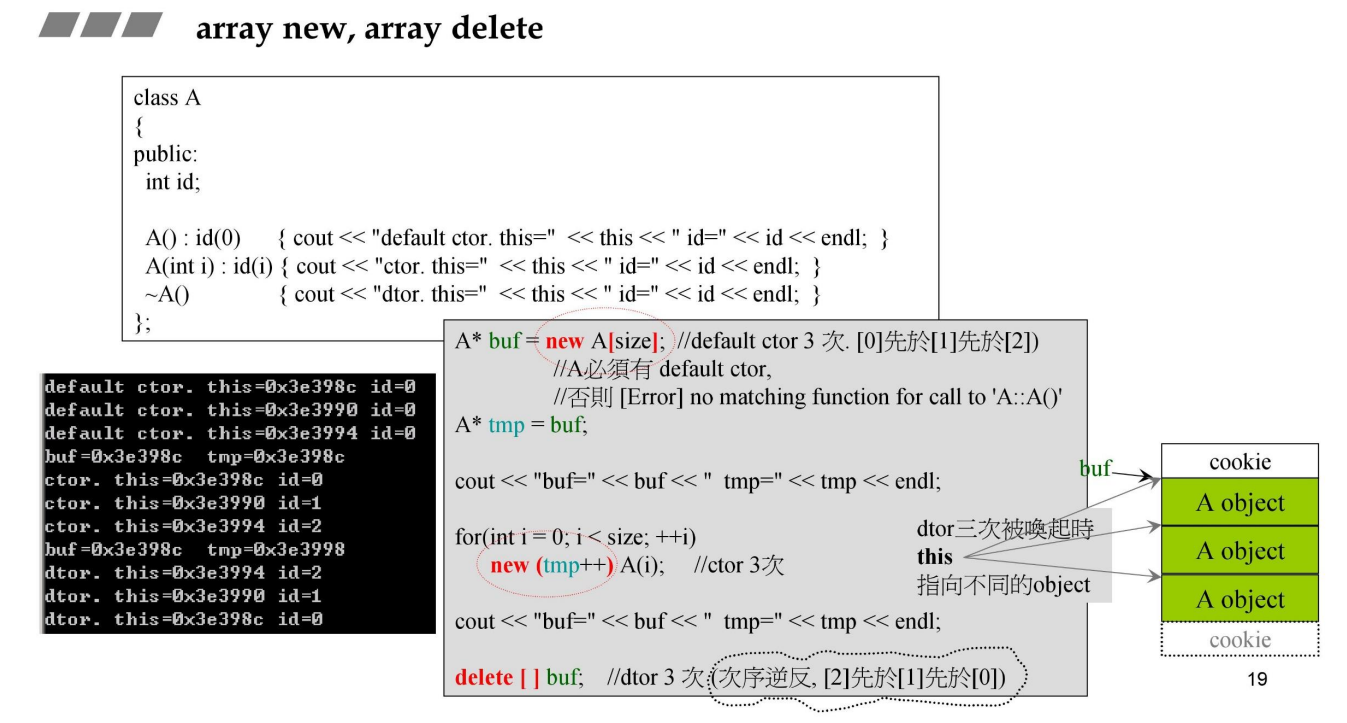 array new, array delete
class A
{
public:
int id;
A() : id(0) { cout << "default ctor. this=" << this << " id=" << id << endl; }
A(int i) : id(i) { cout << "ctor. this=" << this << " id=" << id << endl; }
~A() { cout << "dtor. this=" << this << " id=" << id << endl; }
};
A* buf = new A[size]; //default ctor 3 次. [0]先於[1]先於[2])
//A必須有 default ctor,
//否則 [Error] no matching function for call to 'A::A()'
A* tmp = buf;
cout << "buf=" << buf << " tmp=" << tmp << endl;
for(int i = 0; i < size; ++i)
new (tmp++) A(i); //ctor 3次
cout << "buf=" << buf << " tmp=" << tmp << endl;
delete [ ] buf; //dtor 3 次 (次序逆反, [2]先於[1]先於[0])
default ctor. this=0x3e398c id=0
default ctor. this=0x3e3990 id=0
default ctor. this=0x3e3994 id=0
buf=0x3e398c tmp=0x3e398c
ctor. this=0x3e398c id=0
ctor. this=0x3e3990 id=1
ctor. this=0x3e3994 id=2
buf=0x3e398c tmp=0x3e3998
dtor. this=0x3e3994 id=2
dtor. this=0x3e3990 id=1
dtor. this=0x3e398c id=0
dtor三次被喚起時
this
指向不同的object
buf
cookie
A object
A object
A object
cookie
19